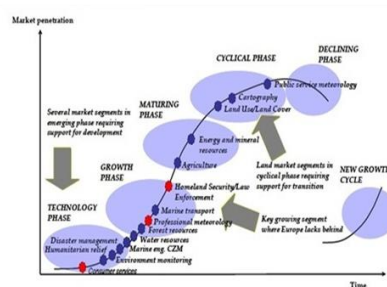 Market penetration
CYCLICAL PHASE
DECLINING
PHASE
Public service meteorology
Cartography
Land Use/Land Cover
MATURING
PHASE
Several market segments in
emerging phase requiring
support for development
Energy and mineral
resources
Agriculture
Land market segments in
cyclical phase requiring
support for transition
GROWTH
PHASE
NEW GROWTH
CYCLE
Homeland Security/Law
Enforcement
TECHNOLOGY
PHASE
Marine transport
Professional meteorology
Forest resources
Key growing segment
where Europe lacks behind
Disaster management
Water resources
Humanitarian relief
Marine eng. CZM
Environment monitoring
Consumer services
Time